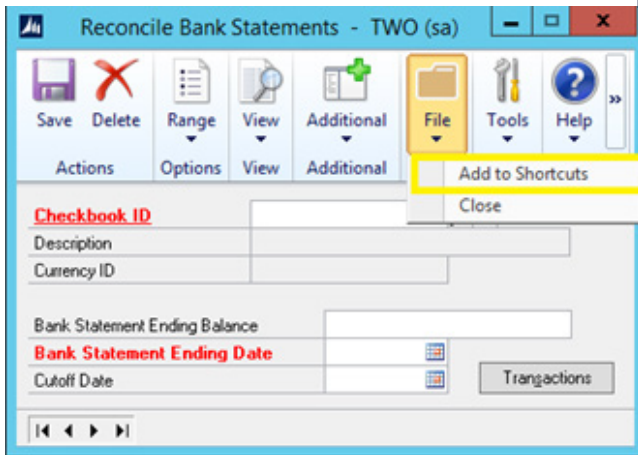 Reconcile Bank Statements - TWO (sa)
Save Delete Range View Additional File Tools Help
Actions Options View Additional
Add to Shortcuts
Close
Checkbook ID
Description
Currency ID
Bank Statement Ending Balance
Bank Statement Ending Date
Cutoff Date
Transactions